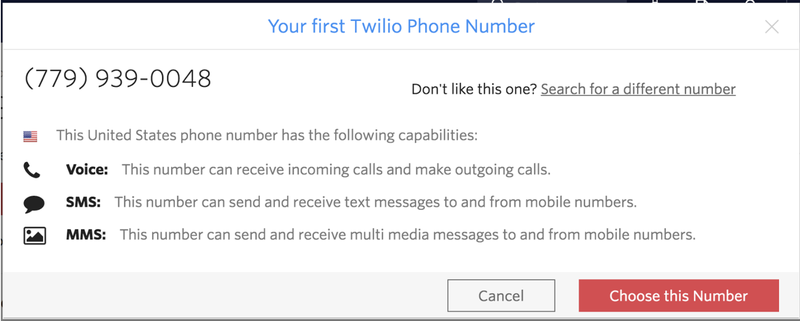 Your first Twilio Phone Number
(779) 939-0048
Don't like this one? Search for a different number
This United States phone number has the following capabilities:
Voice: This number can receive incoming calls and make outgoing calls.
SMS: This number can send and receive text messages to and from mobile numbers.
MMS: This number can send and receive multi media messages to and from mobile numbers.
Cancel
Choose this Number